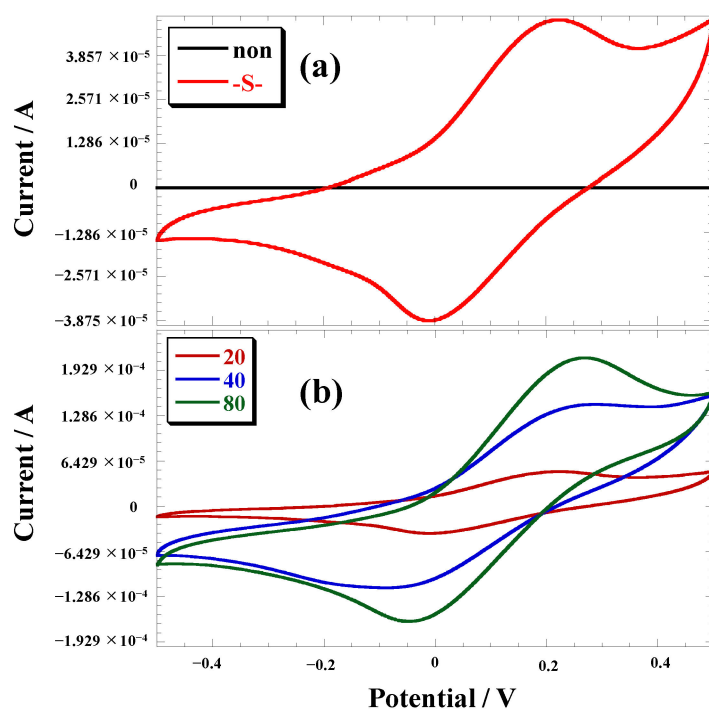 non
-S-
(a)
Current / A
3.857 ×10⁻⁵
2.571 ×10⁻⁵
1.286 ×10⁻⁵
0
−1.286 ×10⁻⁵
−2.571 ×10⁻⁵
−3.875 ×10⁻⁵
20
40
80
(b)
Current / A
1.929 ×10⁻⁴
1.286 ×10⁻⁴
6.429 ×10⁻⁵
0
−6.429 ×10⁻⁵
−1.286 ×10⁻⁴
−1.929 ×10⁻⁴
−0.4 −0.2 0 0.2 0.4
Potential / V